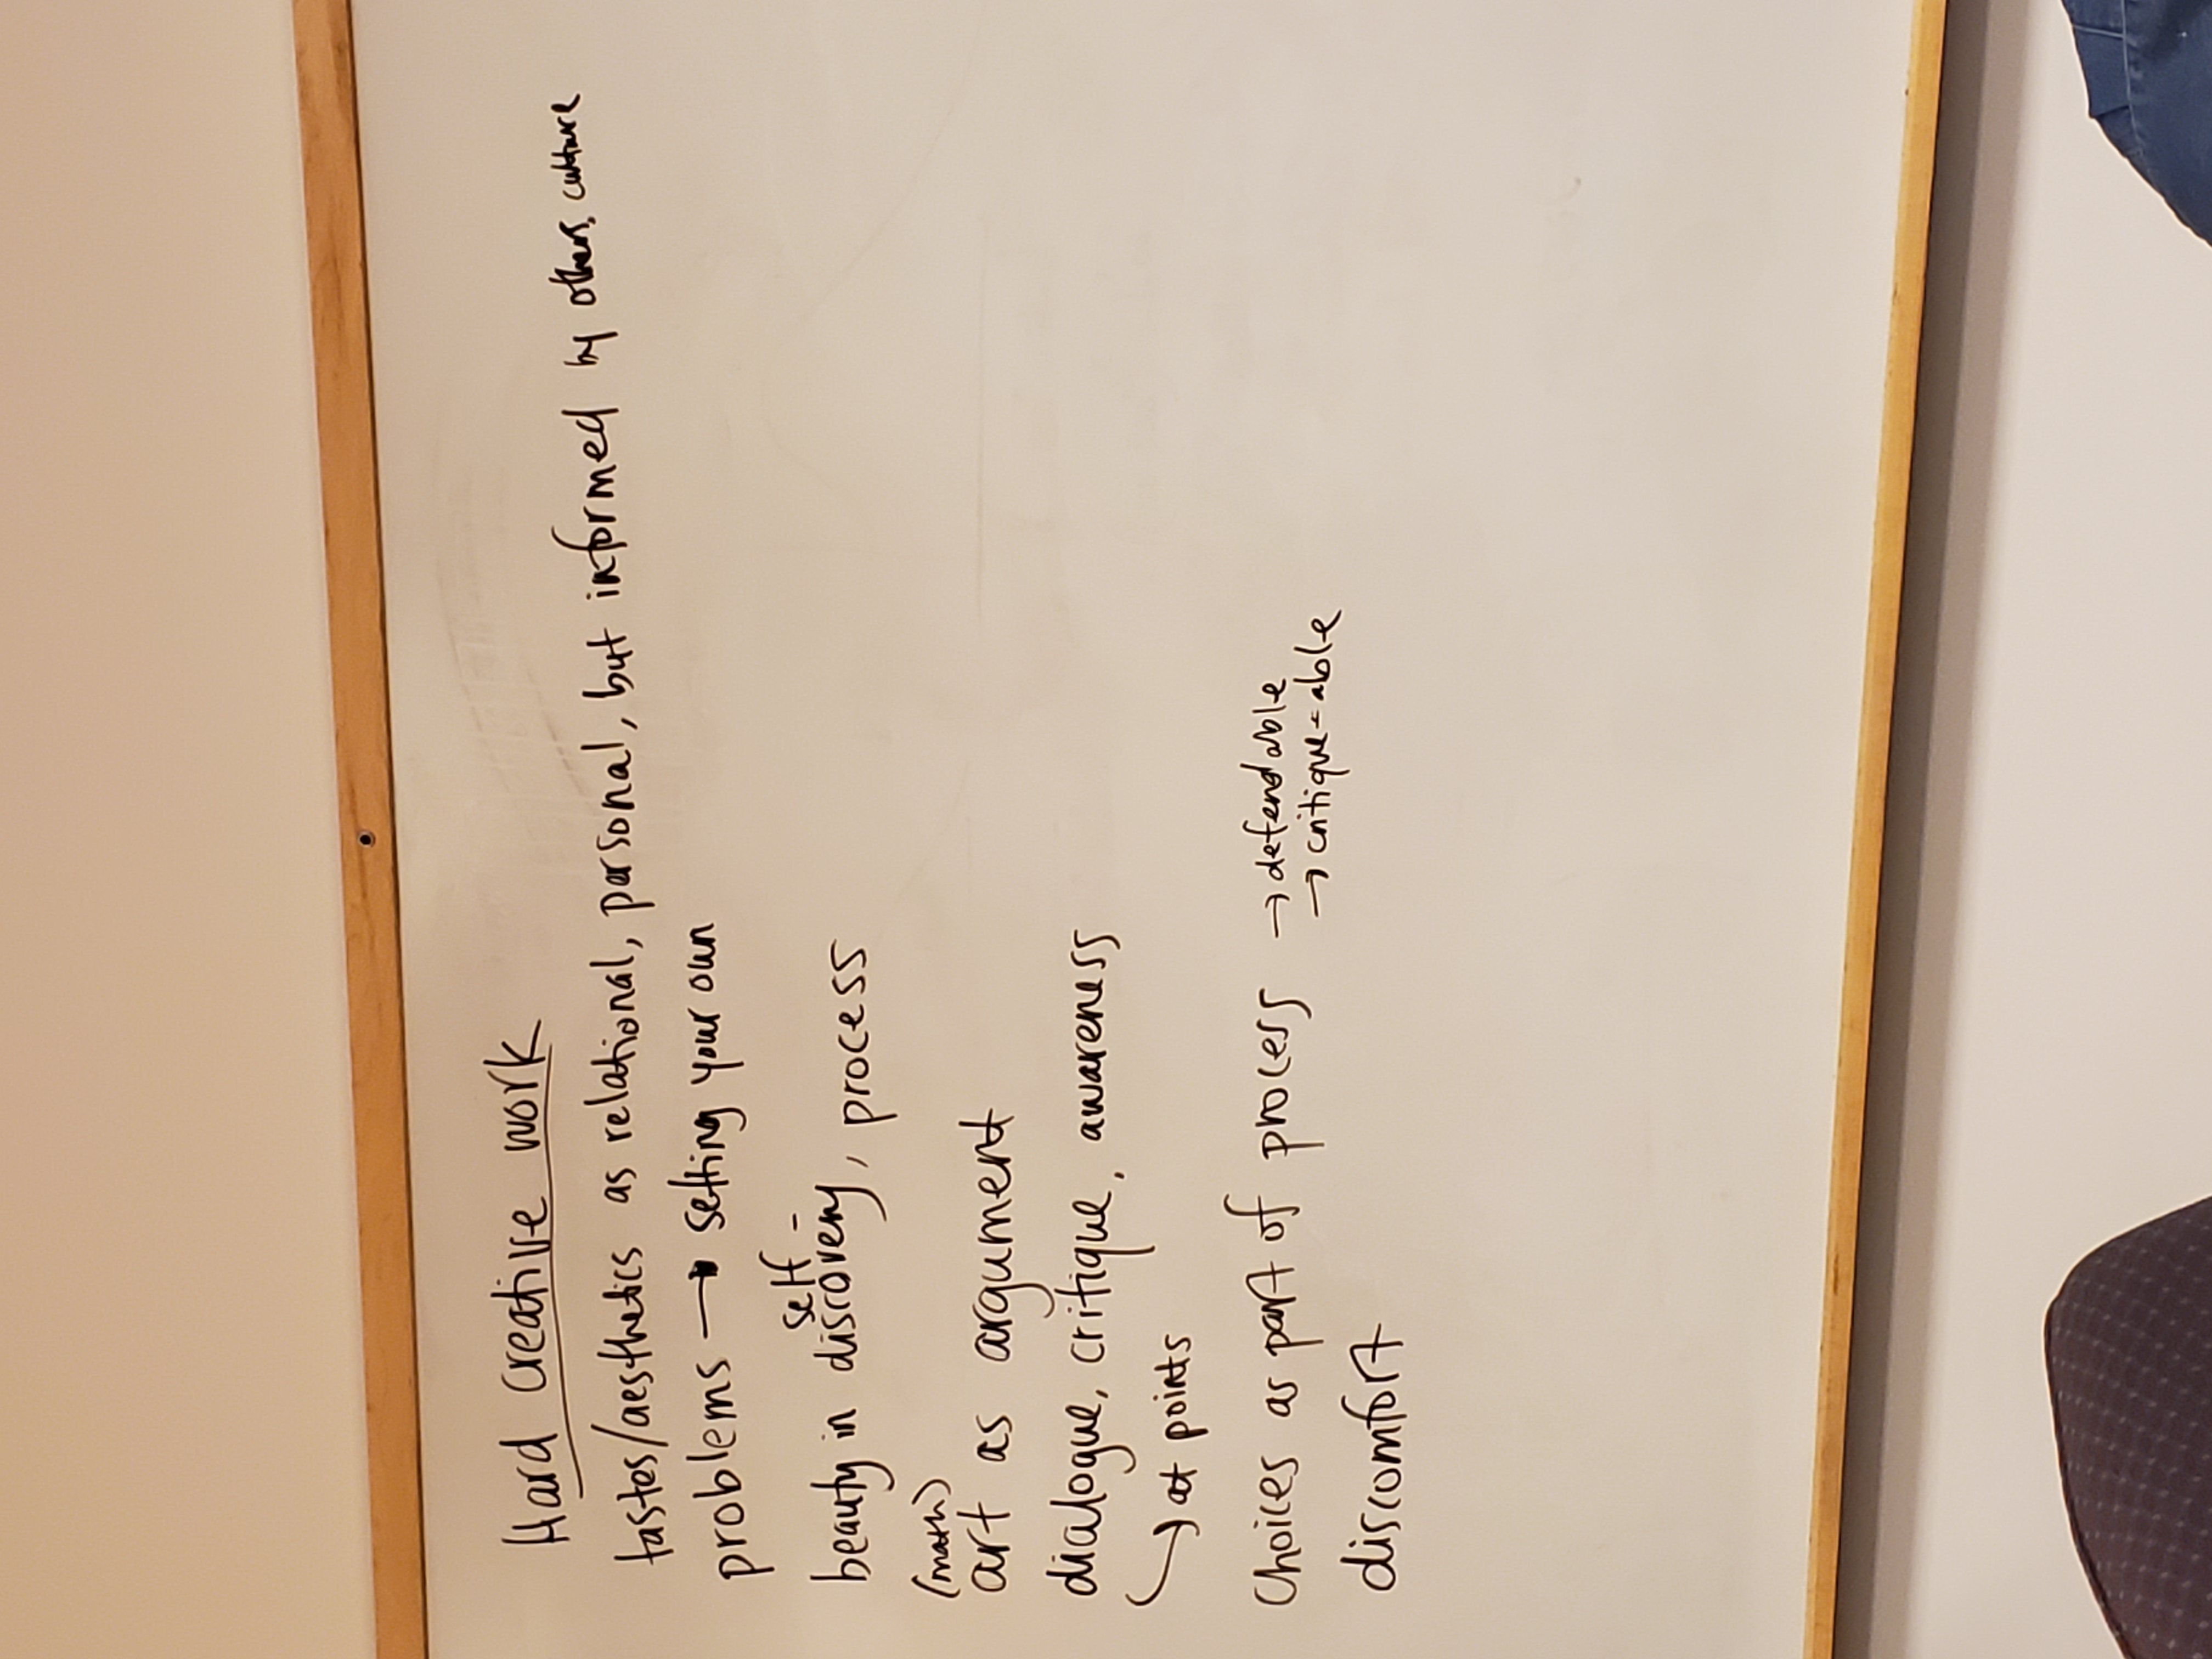 Hard creative work
tastes/aesthetics as relational, personal, but informed by others, culture
problems → setting your own
self-
beauty in discovery, process
(math)
art as argument
dialogue, critique, awareness
↳ at points
Choices as part of process → defendable
→ critique-able
discomfort